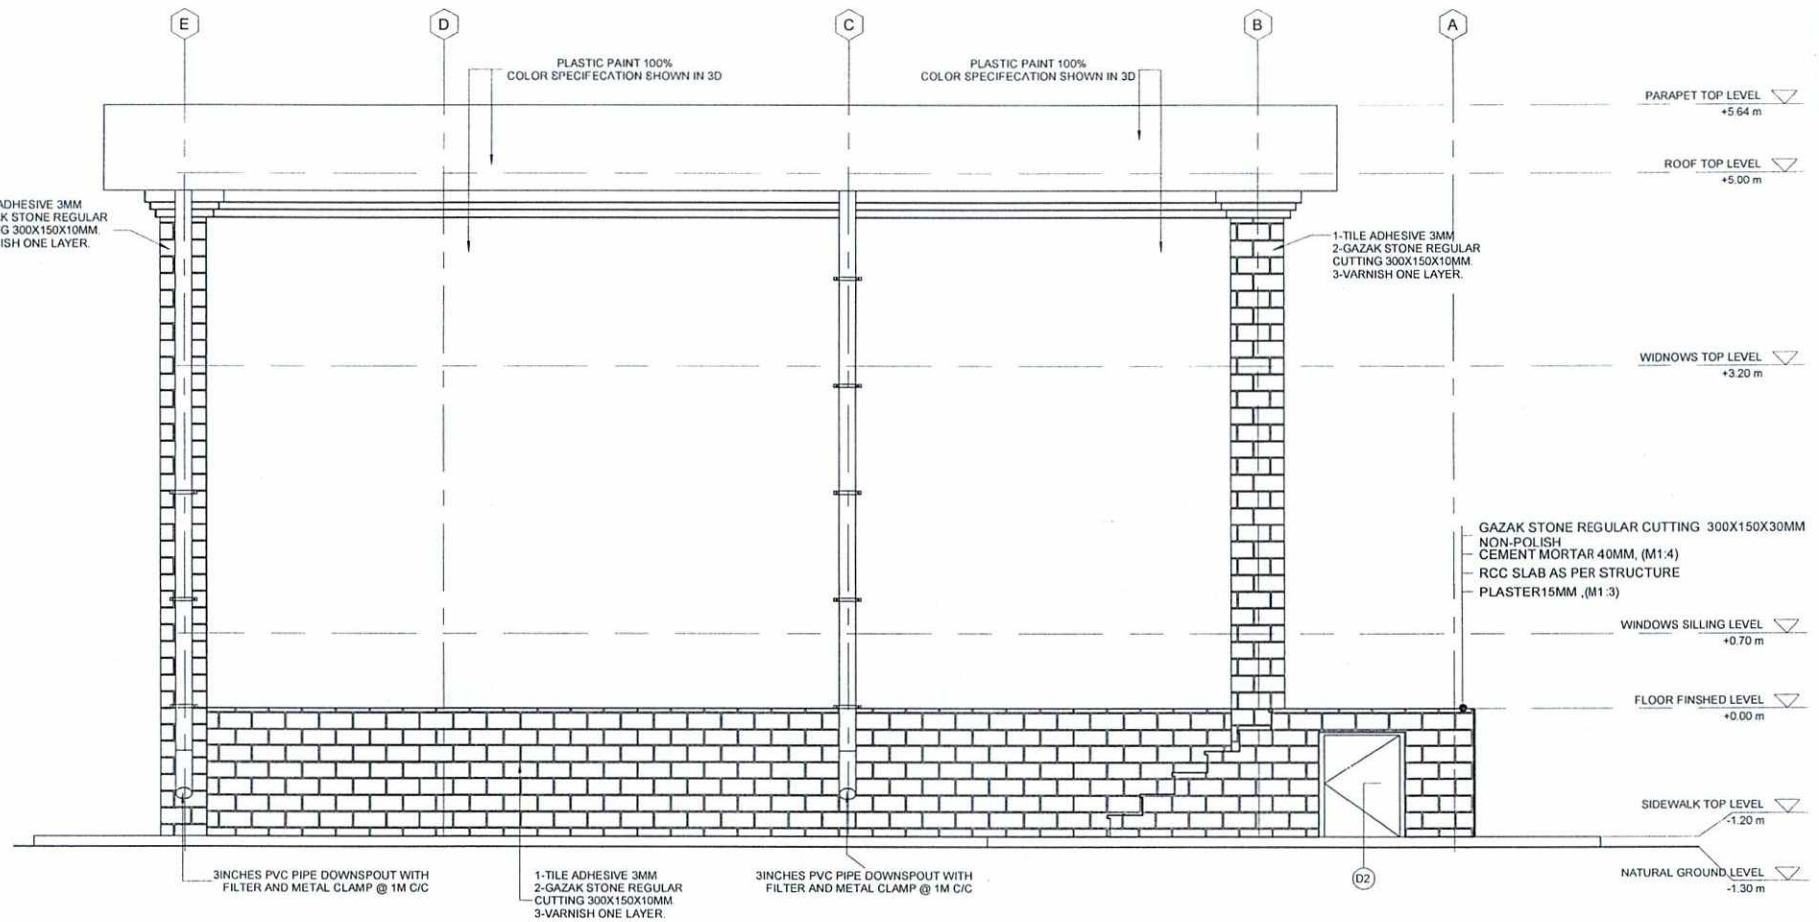 E
D
C
B
A
PLASTIC PAINT 100%
COLOR SPECIFECATION SHOWN IN 3D
PLASTIC PAINT 100%
COLOR SPECIFECATION SHOWN IN 3D
PARAPET TOP LEVEL
+5.64 m
ROOF TOP LEVEL
+5.00 m
ADHESIVE 3MM
K STONE REGULAR
G 300X150X10MM.
ISH ONE LAYER.
1-TILE ADHESIVE 3MM
2-GAZAK STONE REGULAR
CUTTING 300X150X10MM.
3-VARNISH ONE LAYER.
WIDNOWS TOP LEVEL
+3.20 m
GAZAK STONE REGULAR CUTTING 300X150X30MM
NON-POLISH
CEMENT MORTAR 40MM, (M1:4)
RCC SLAB AS PER STRUCTURE
PLASTER15MM ,(M1:3)
WINDOWS SILLING LEVEL
+0.70 m
FLOOR FINSHED LEVEL
+0.00 m
SIDEWALK TOP LEVEL
-1.20 m
NATURAL GROUND LEVEL
-1.30 m
3INCHES PVC PIPE DOWNSPOUT WITH
FILTER AND METAL CLAMP @ 1M C/C
1-TILE ADHESIVE 3MM
2-GAZAK STONE REGULAR
CUTTING 300X150X10MM
3-VARNISH ONE LAYER.
3INCHES PVC PIPE DOWNSPOUT WITH
FILTER AND METAL CLAMP @ 1M C/C
D2